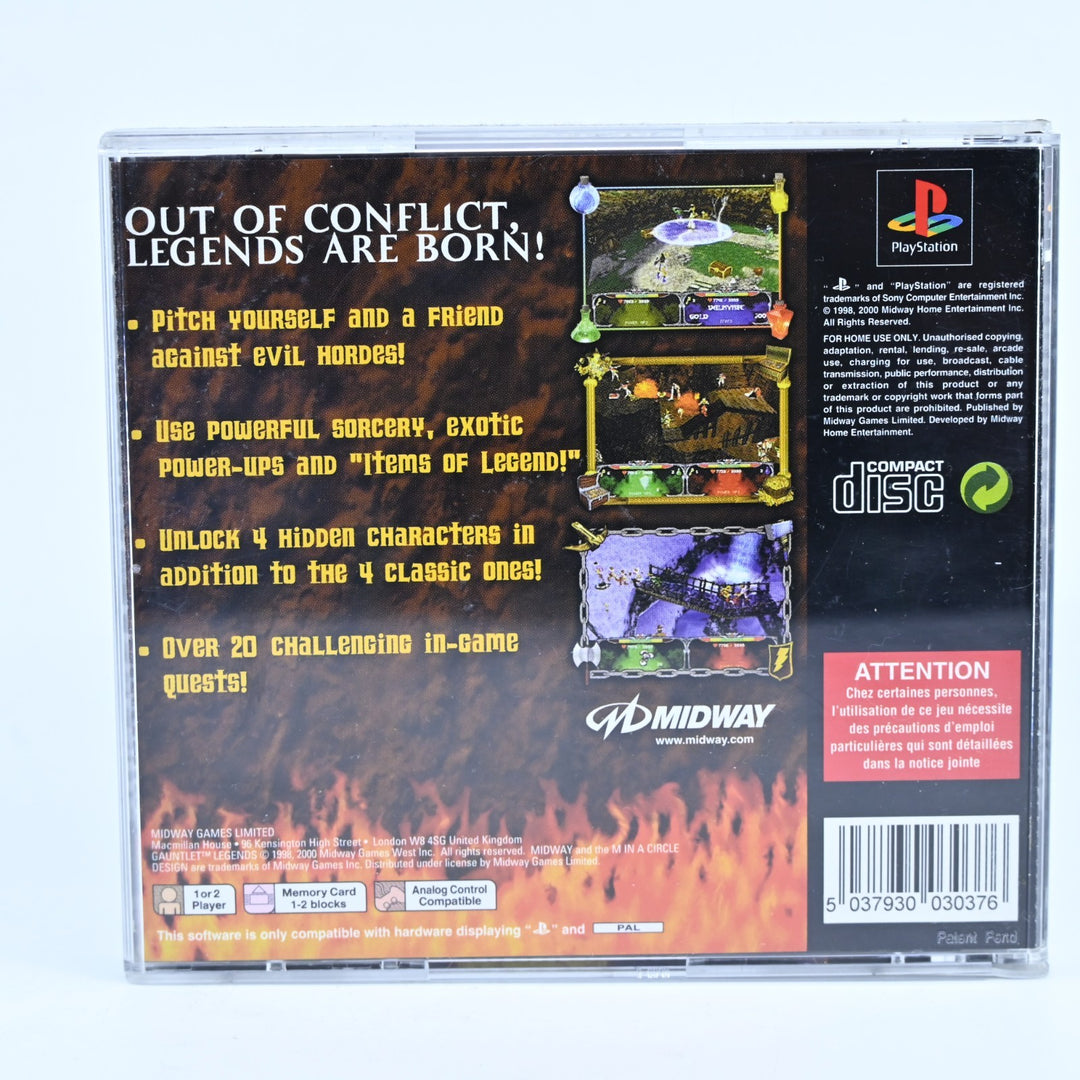 OUT OF CONFLICT,
LEGENDS ARE BORN!
• Pitch yourself and a friend
against evil hordes!
• Use powerful sorcery, exotic
power-ups and "Items of Legend!"
• Unlock 4 hidden characters in
addition to the 4 classic ones!
• Over 20 challenging in-game
quests!
MIDWAY
www.midway.com
MIDWAY GAMES LIMITED
Macmillan House • 96 Kensington High Street • London W8 4SG United Kingdom
GAUNTLET™ LEGENDS © 1998, 2000 Midway Games West Inc. All rights reserved. MIDWAY and the M IN A CIRCLE
DESIGN are trademarks of Midway Games Inc. Distributed under license by Midway Games Limited.
1 or 2
Player
Memory Card
1-2 blocks
Analog Control
Compatible
This software is only compatible with hardware displaying " " and PAL
PlayStation
" " and "PlayStation" are registered
trademarks of Sony Computer Entertainment Inc.
© 1998, 2000 Midway Home Entertainment Inc.
All Rights Reserved.
FOR HOME USE ONLY. Unauthorised copying,
adaptation, rental, lending, re-sale, arcade
use, charging for use, broadcast, cable
transmission, public performance, distribution
or extraction of this product or any
trademark or copyright work that forms part
of this product are prohibited. Published by
Midway Games Limited. Developed by Midway
Home Entertainment.
COMPACT
disc
ATTENTION
Chez certaines personnes,
l'utilisation de ce jeu nécessite
des précautions d'emploi
particulières qui sont détaillées
dans la notice jointe
5 037930 030376
Patent Pend